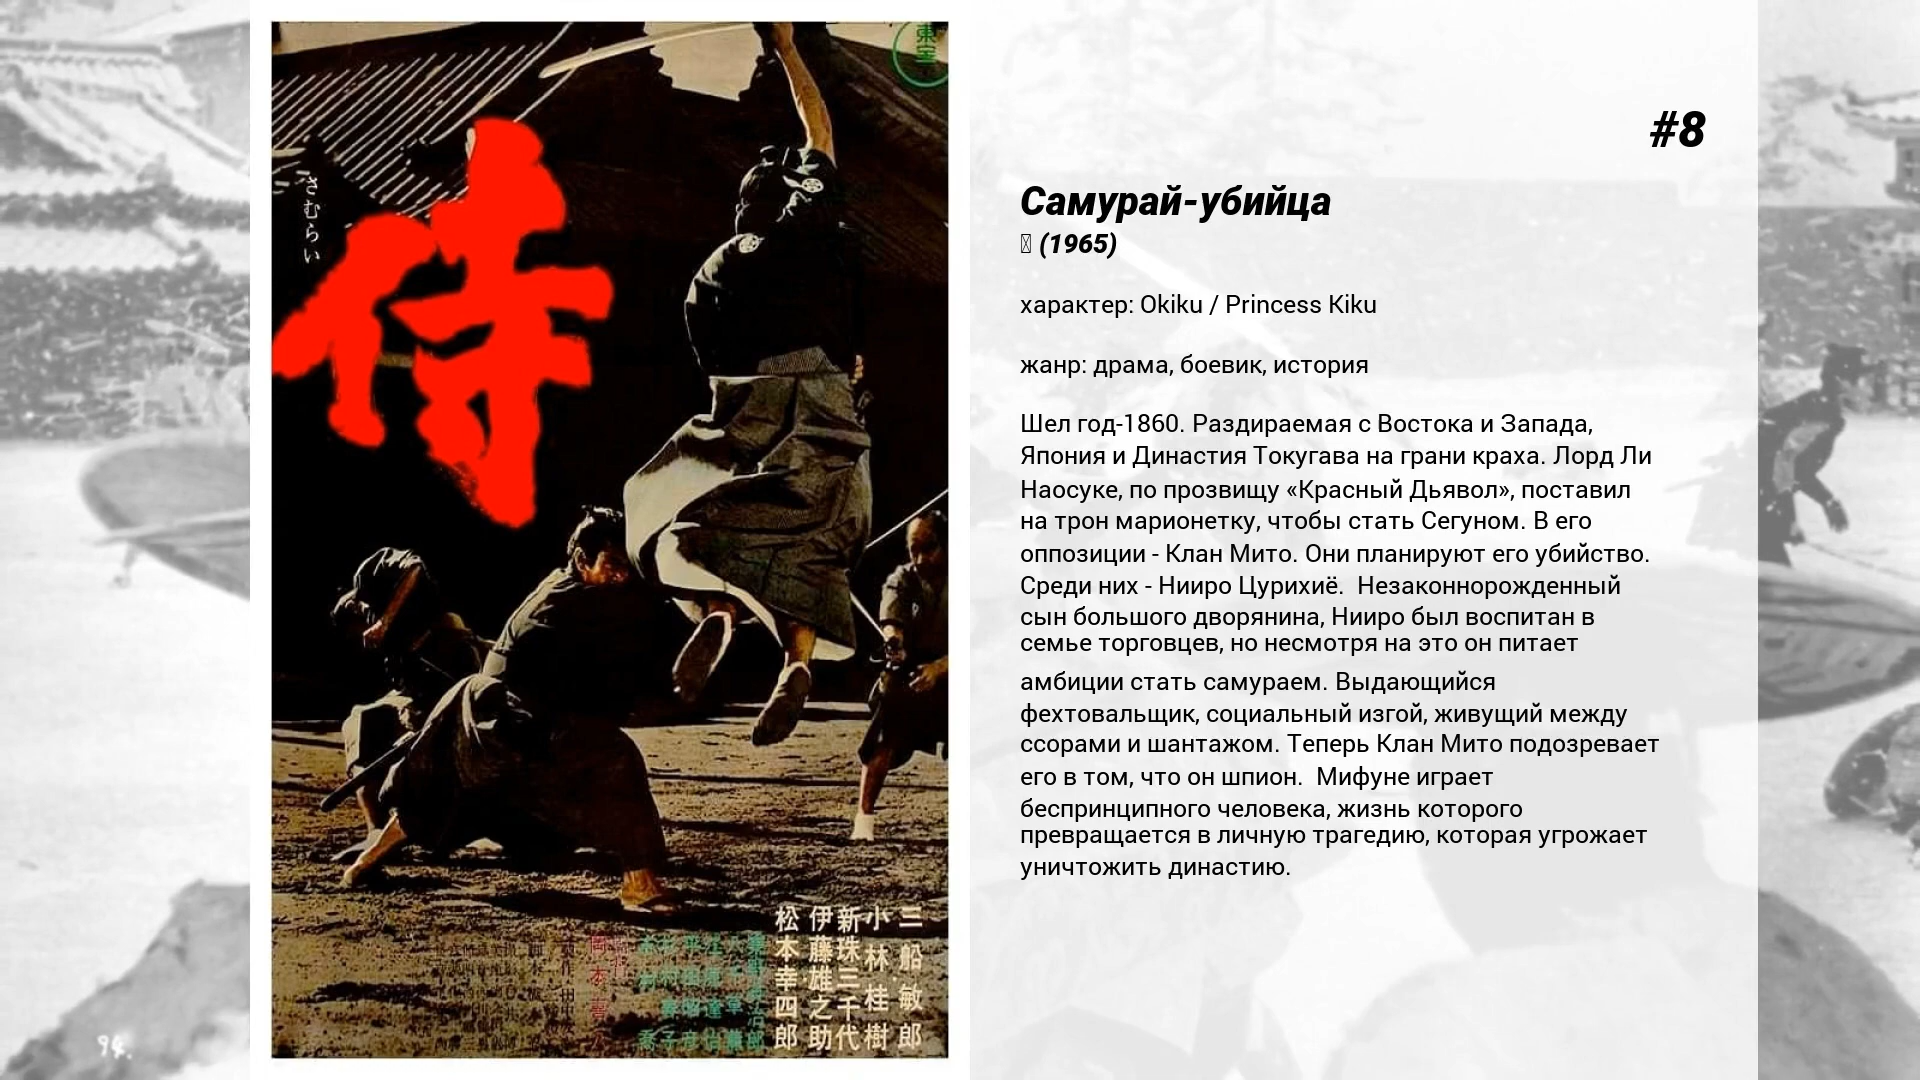 東宝
侍
さむらい
三船敏郎
小林桂樹
新珠三千代
伊藤雄之助
松本幸四郎
#8
Самурай-убийца
(1965)
характер: Okiku / Princess Kiku
жанр: драма, боевик, история
Шел год-1860. Раздираемая с Востока и Запада,
Япония и Династия Токугава на грани краха. Лорд Ли
Наосуке, по прозвищу «Красный Дьявол», поставил
на трон марионетку, чтобы стать Сегуном. В его
оппозиции - Клан Мито. Они планируют его убийство.
Среди них - Нииро Цурихиё.  Незаконнорожденный
сын большого дворянина, Нииро был воспитан в
семье торговцев, но несмотря на это он питает
амбиции стать самураем. Выдающийся
фехтовальщик, социальный изгой, живущий между
ссорами и шантажом. Теперь Клан Мито подозревает
его в том, что он шпион.  Мифуне играет
беспринципного человека, жизнь которого
превращается в личную трагедию, которая угрожает
уничтожить династию.
94.